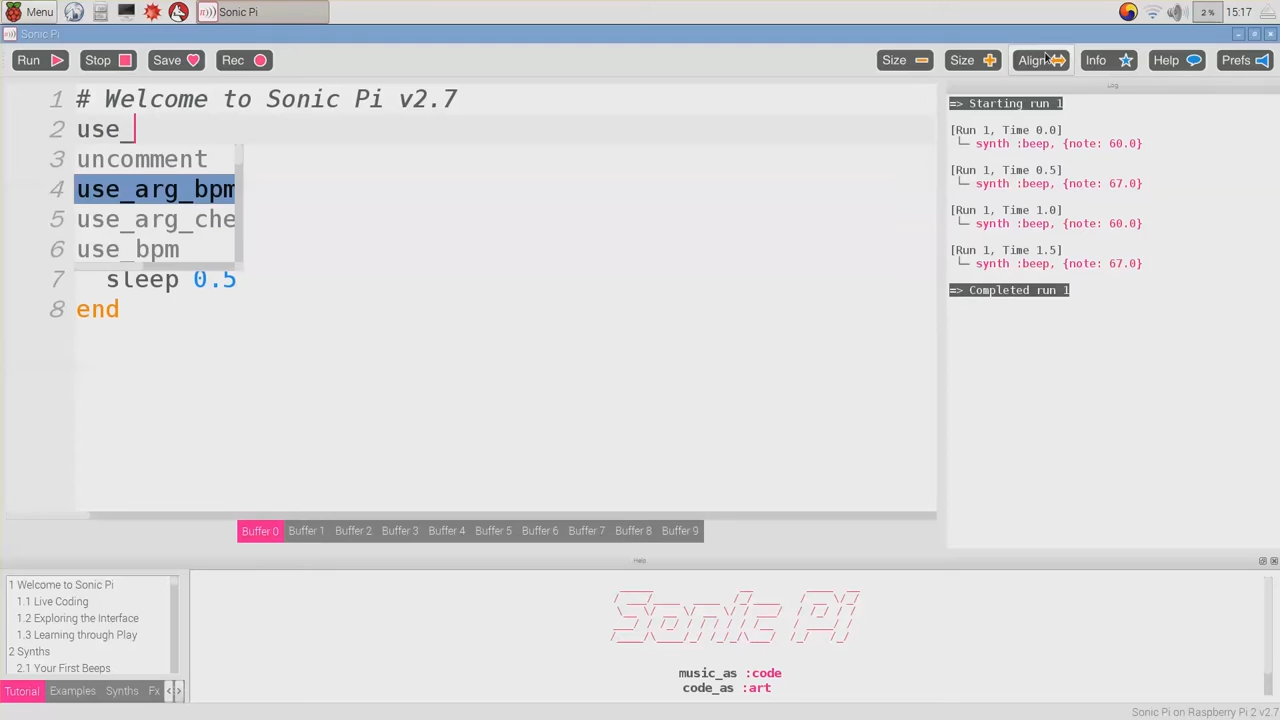 Menu
Sonic Pi
2 %
15:17
Sonic Pi
Run
Stop
Save
Rec
Size
Size
Align
Info
Help
Prefs
1 # Welcome to Sonic Pi v2.7
2 use_
3 uncomment
4 use_arg_bpm
5 use_arg_che
6 use_bpm
7 sleep 0.5
8 end
Log
=> Starting run 1
[Run 1, Time 0.0]
└─ synth :beep, {note: 60.0}
[Run 1, Time 0.5]
└─ synth :beep, {note: 67.0}
[Run 1, Time 1.0]
└─ synth :beep, {note: 60.0}
[Run 1, Time 1.5]
└─ synth :beep, {note: 67.0}
=> Completed run 1
Buffer 0 Buffer 1 Buffer 2 Buffer 3 Buffer 4 Buffer 5 Buffer 6 Buffer 7 Buffer 8 Buffer 9
Help
1 Welcome to Sonic Pi
1.1 Live Coding
1.2 Exploring the Interface
1.3 Learning through Play
2 Synths
2.1 Your First Beeps
Tutorial Examples Synths Fx
Sonic Pi
music_as :code
code_as :art
Sonic Pi on Raspberry Pi 2 v2.7